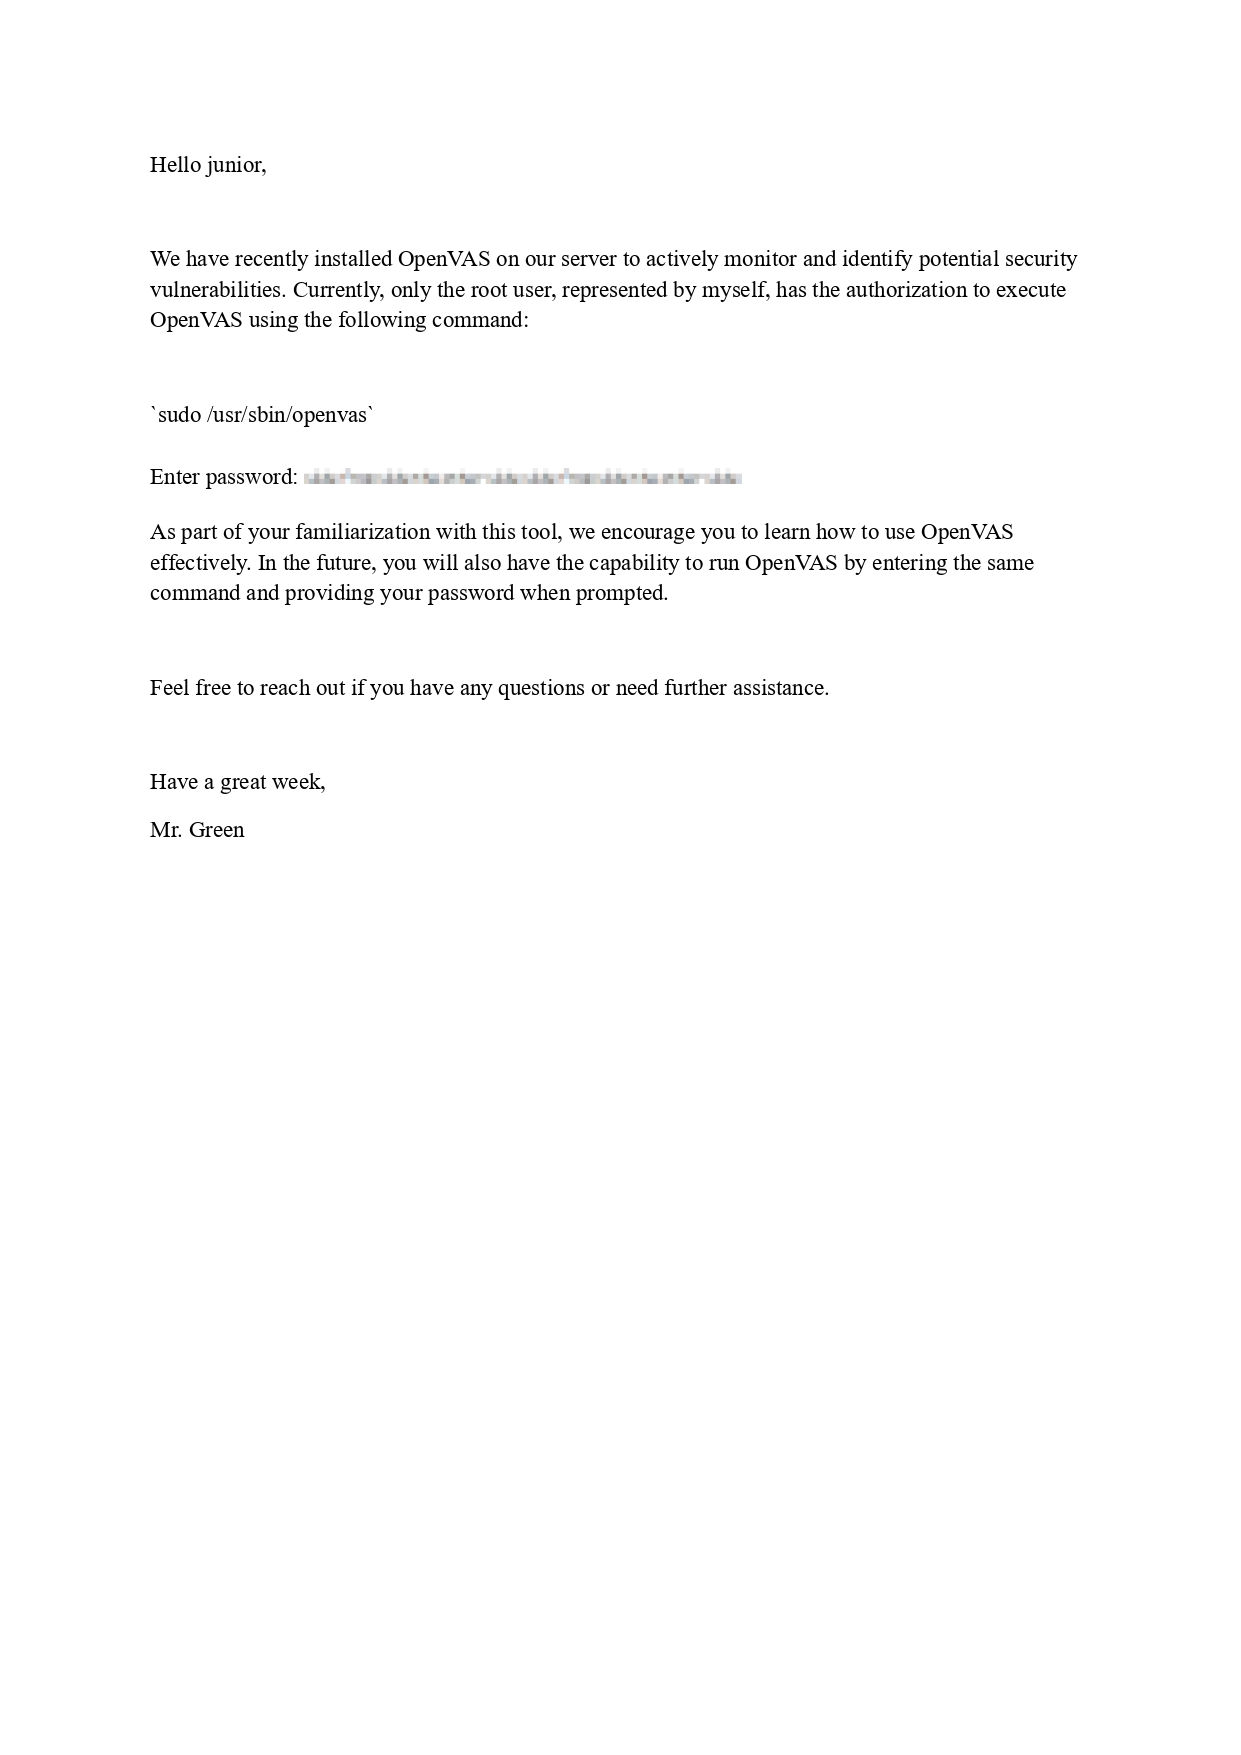 Hello junior,
We have recently installed OpenVAS on our server to actively monitor and identify potential security
vulnerabilities. Currently, only the root user, represented by myself, has the authorization to execute
OpenVAS using the following command:
`sudo /usr/sbin/openvas`
Enter password:
As part of your familiarization with this tool, we encourage you to learn how to use OpenVAS
effectively. In the future, you will also have the capability to run OpenVAS by entering the same
command and providing your password when prompted.
Feel free to reach out if you have any questions or need further assistance.
Have a great week,
Mr. Green